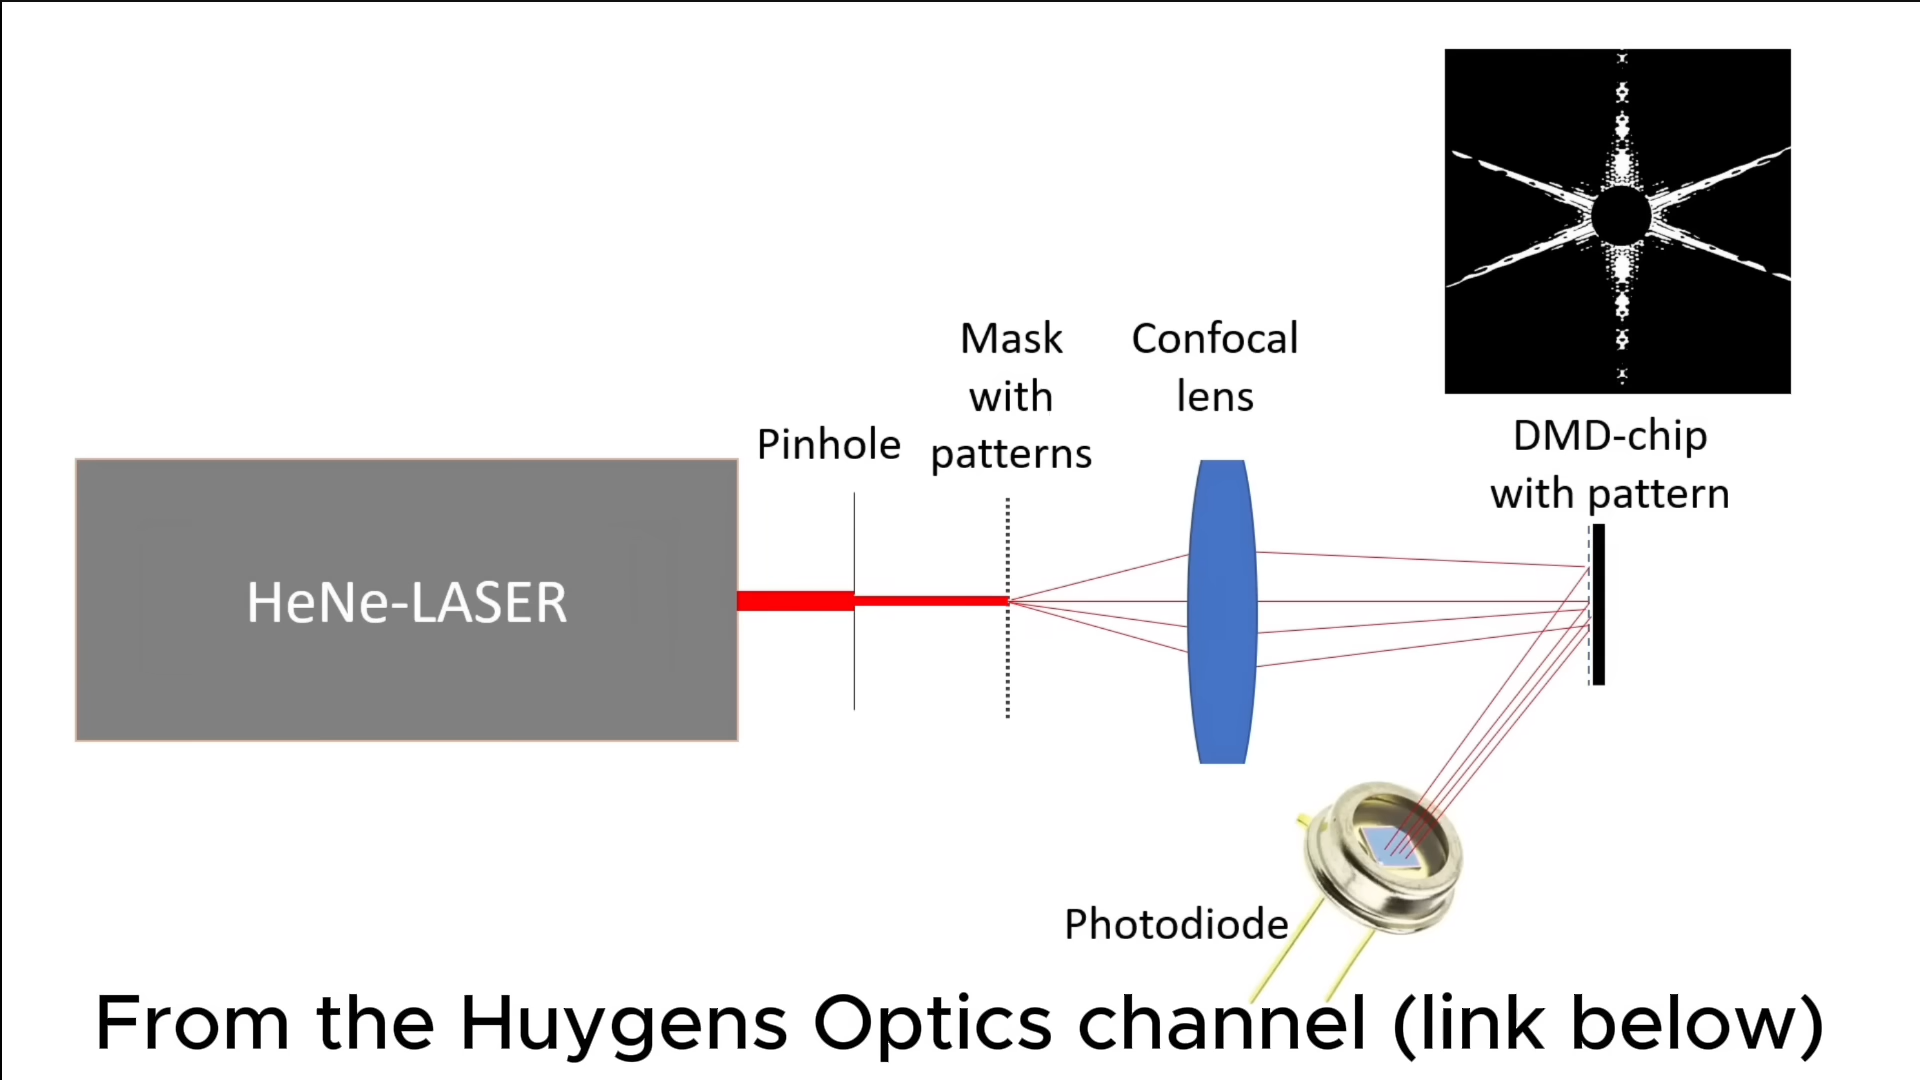 Mask
with
patterns
Confocal
lens
Pinhole
DMD-chip
with pattern
HeNe-LASER
Photodiode
From the Huygens Optics channel (link below)